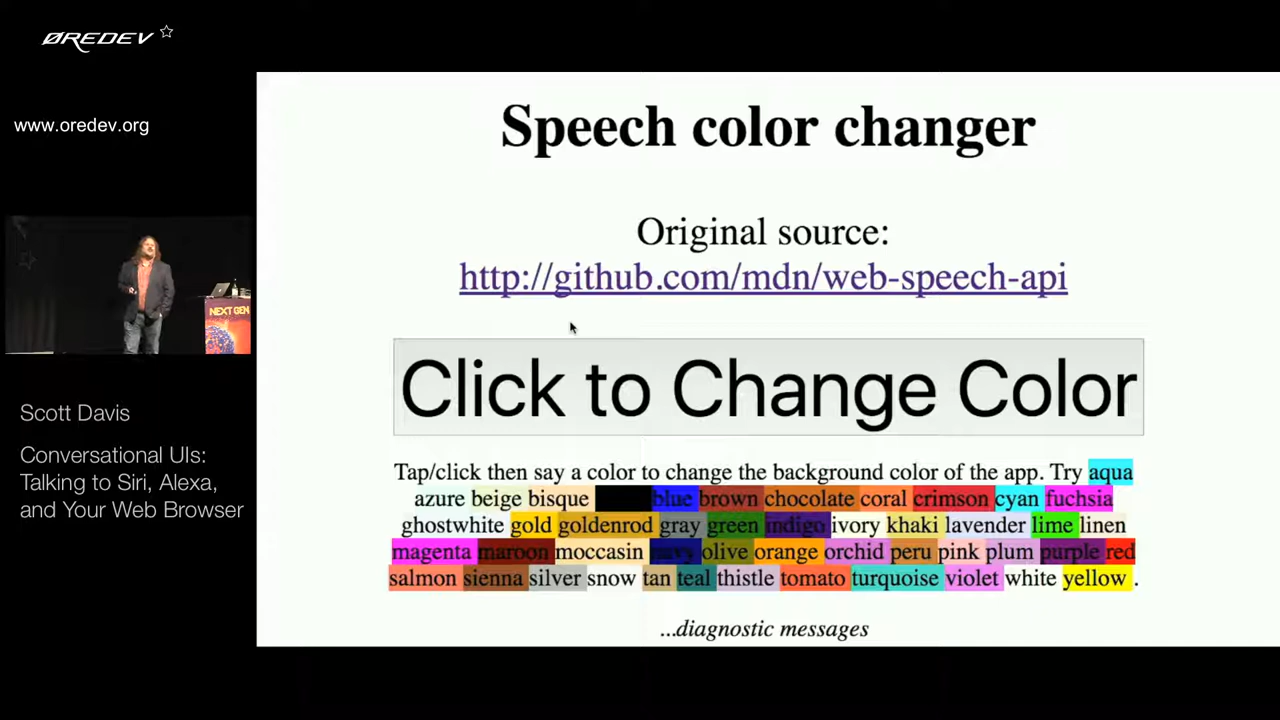 ØREDEV
www.oredev.org
NEXT GEN
Scott Davis
Conversational UIs:
Talking to Siri, Alexa,
and Your Web Browser
Speech color changer
Original source:
http://github.com/mdn/web-speech-api
Click to Change Color
Tap/click then say a color to change the background color of the app. Try aqua
azure beige bisque blue brown chocolate coral crimson cyan fuchsia
ghostwhite gold goldenrod gray green indigo ivory khaki lavender lime linen
magenta maroon moccasin navy olive orange orchid peru pink plum purple red
salmon sienna silver snow tan teal thistle tomato turquoise violet white yellow .
...diagnostic messages